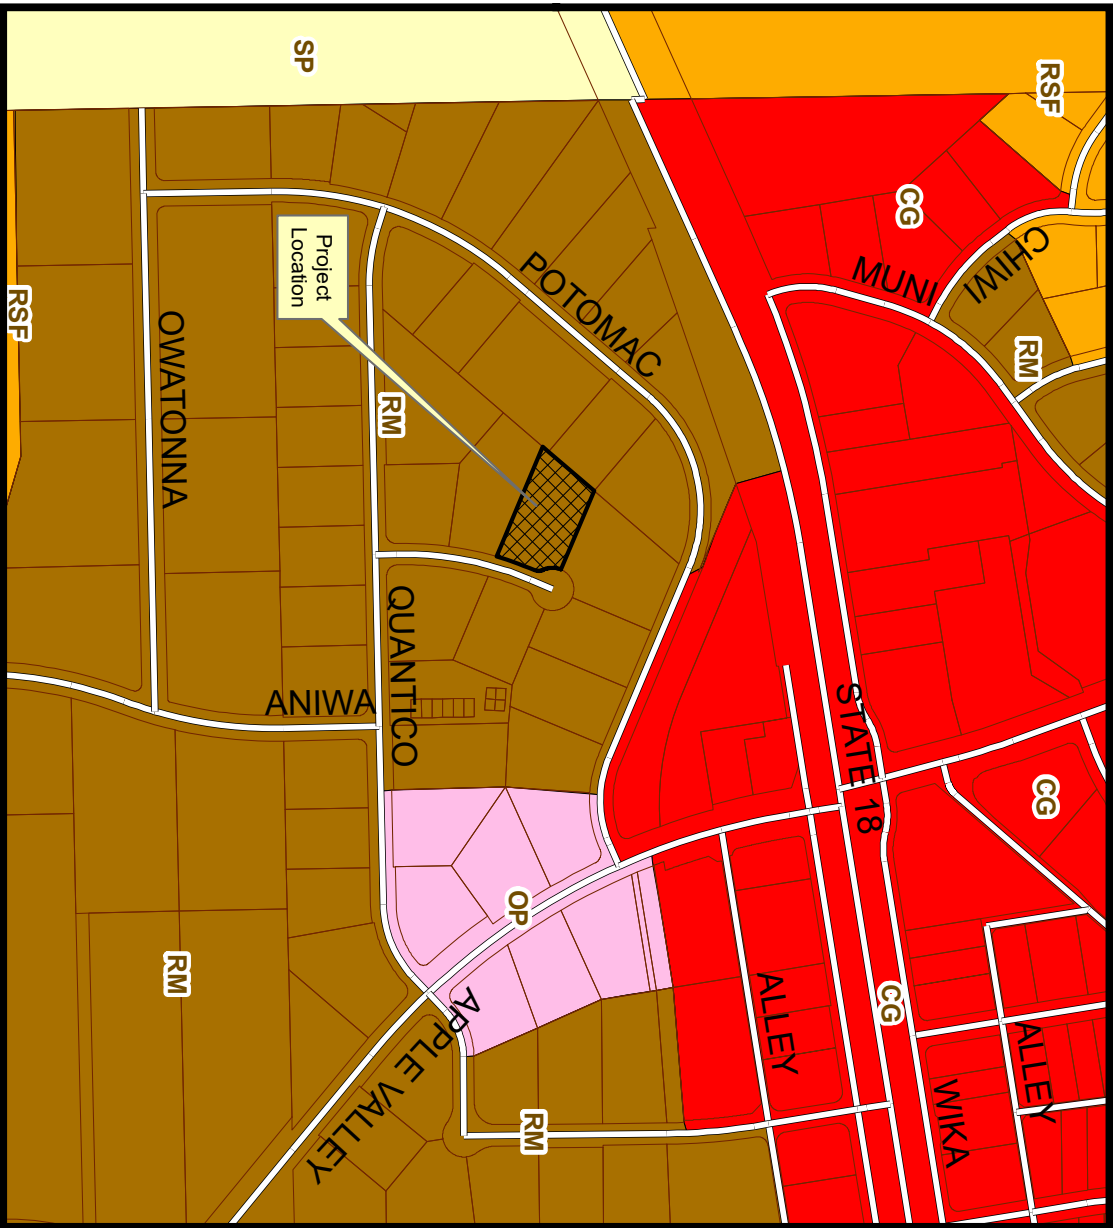 SP
RSF
CG
CHIWI
MUNI
RM
POTOMAC
Project
Location
RSF
OWATONNA
RM
QUANTICO
ANIWA
STATE 18
CG
OP
RM
APPLE VALLEY
ALLEY
CG
ALLEY
WIKA
RM